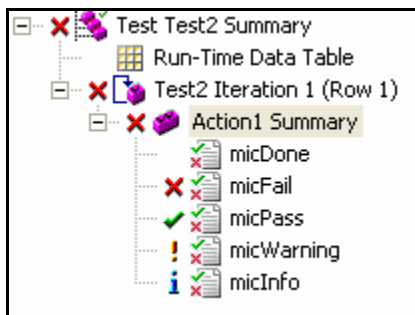 Test Test2 Summary
Run-Time Data Table
Test2 Iteration 1 (Row 1)
Action1 Summary
micDone
micFail
micPass
micWarning
micInfo